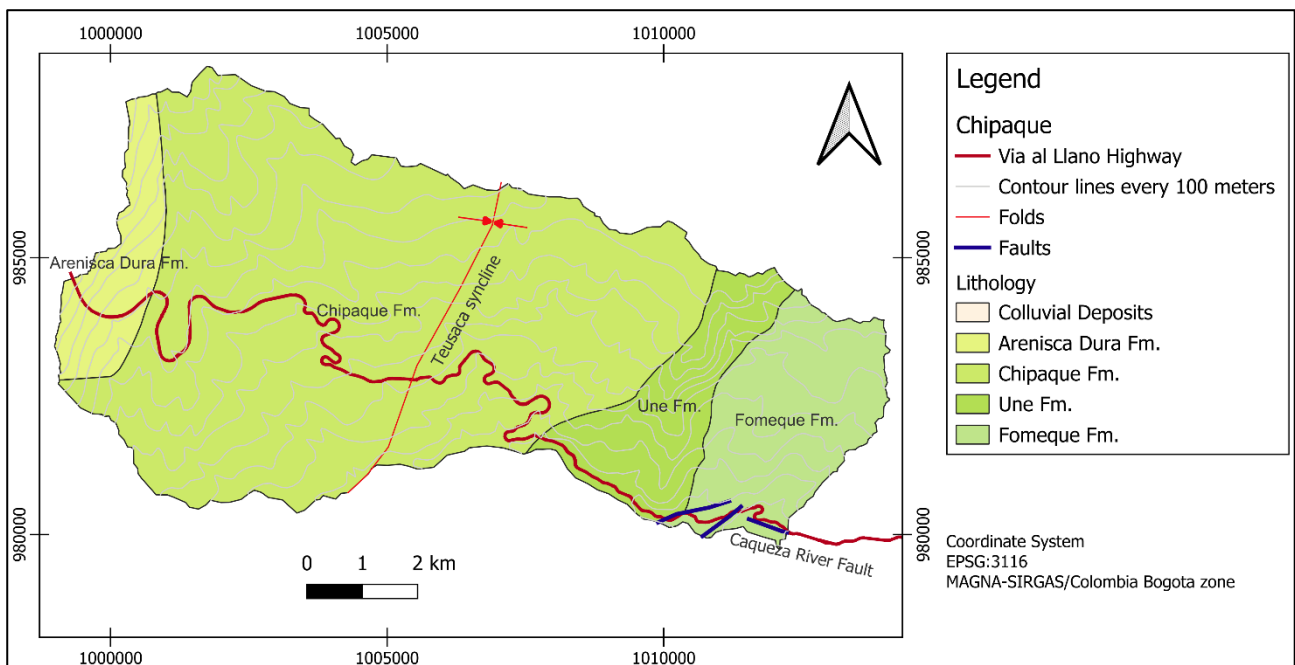 1000000
1005000
1010000
985000
980000
Arenisca Dura Fm.
Chipaque Fm.
Teusaca syncline
Une Fm.
Fomeque Fm.
Caqueza River Fault
0 1 2 km
1000000
1005000
1010000
985000
980000
Legend
Chipaque
Via al Llano Highway
Contour lines every 100 meters
Folds
Faults
Lithology
Colluvial Deposits
Arenisca Dura Fm.
Chipaque Fm.
Une Fm.
Fomeque Fm.
Coordinate System
EPSG:3116
MAGNA-SIRGAS/Colombia Bogota zone